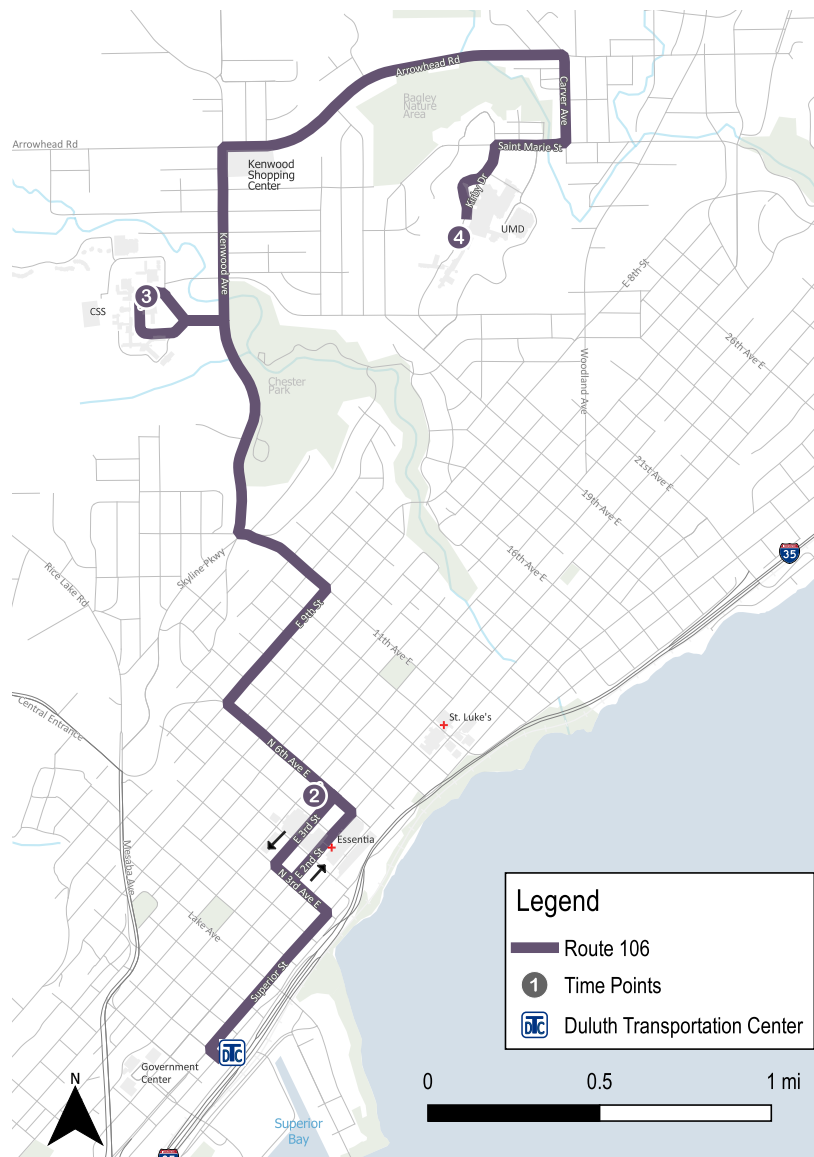 Arrowhead Rd
Carver Ave
Bagley
Nature
Area
Arrowhead Rd
Saint Marie St
Kenwood
Shopping
Center
Kirby Dr
4
UMD
Kenwood Ave
E 8th St
3
CSS
26th Ave E
Woodland Ave
Chester
Park
21st Ave E
19th Ave E
35
16th Ave E
Skyline Pkwy
Rice Lake Rd
E 9th St
11th Ave E
Central Entrance
St. Luke's
N 6th Ave E
2
E 3rd St
Essentia
E 2nd St
N 3rd Ave E
Mesaba Ave
Lake Ave
Superior St
DTC
Government
Center
Superior
Bay
N
Legend
Route 106
1 Time Points
DTC Duluth Transportation Center
0 0.5 1 mi